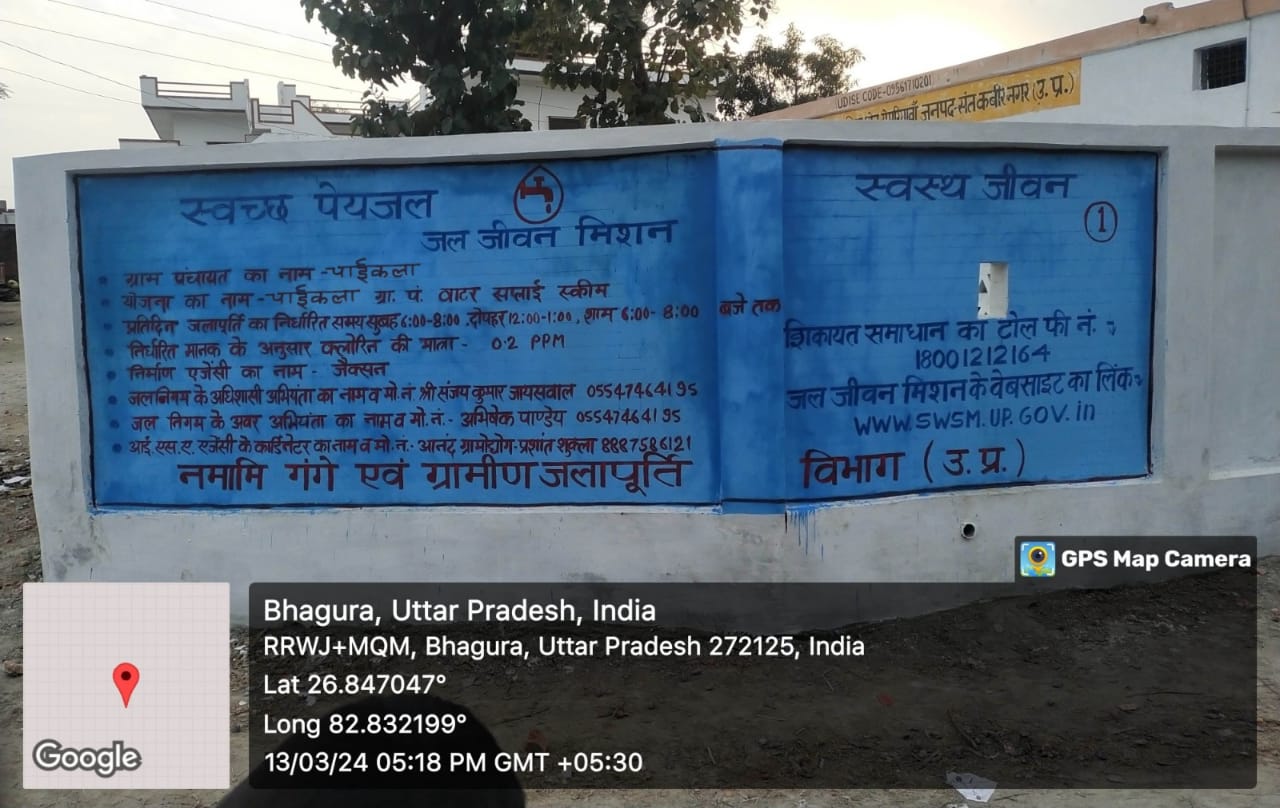 UDISE CODE-09561710201
जनपद-संत कबीर नगर (उ.प्र.)
स्वच्छ पेयजल
जल जीवन मिशन
ग्राम पंचायत का नाम -पाईकला
योजना का नाम -पाईकला ग्रा. पं. वाटर सप्लाई स्कीम
प्रतिदिन जलापूर्ति का निर्धारित समय सुबह 6:00-8:00 दोपहर 12:00-1:00, शाम 6:00- 8:00 बजे तक
निर्धारित मानक के अनुसार क्लोरिन की मात्रा - 0.2 PPM
निर्माण एजेंसी का नाम - जैक्सन
जल निगम के अधिशासी अभियंता का नाम व मो.नं श्री संजय कुमार जायसवाल 05547464195
जल निगम के अवर अभियंता का नाम व मो. नं.- अभिषेक पाण्डेय 05547464195
आई.एस.ए. एजेंसी के कार्डिनेटर का नाम व मो.नं.- आनंद ग्रामोद्योग-प्रशांत शुक्ला 8887586121
नमामि गंगे एवं ग्रामीण जलापूर्ति विभाग (उ.प्र.)
स्वस्थ जीवन
1
शिकायत समाधान का टोल फ्री नं. :
18001212164
जल जीवन मिशन के वेबसाइट का लिंक:
WWW.SWSM.UP.GOV.in
GPS Map Camera
Bhagura, Uttar Pradesh, India
RRWJ+MQM, Bhagura, Uttar Pradesh 272125, India
Lat 26.847047°
Long 82.832199°
13/03/24 05:18 PM GMT +05:30
Google